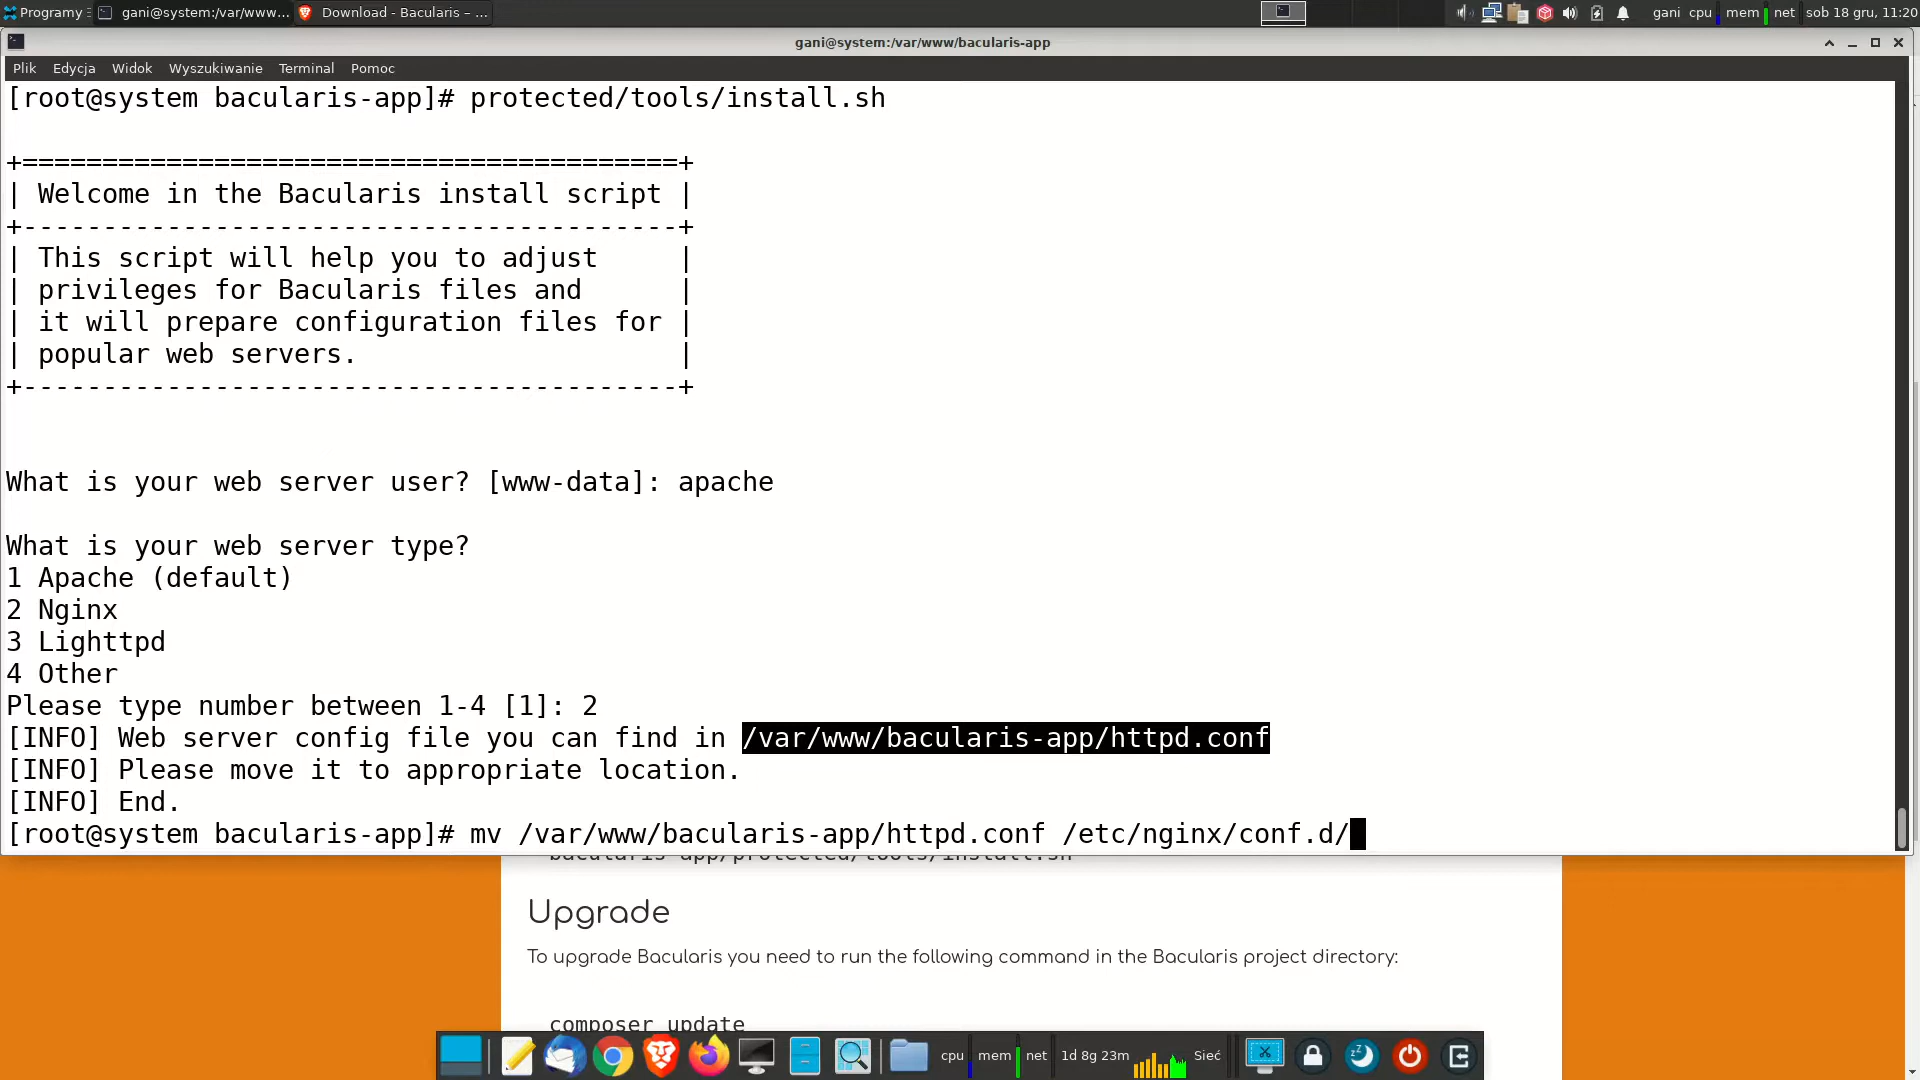 Programy gani@system:/var/www... Download - Bacularis – ... gani cpu mem net sob 18 gru, 11:20
gani@system:/var/www/bacularis-app
Plik Edycja Widok Wyszukiwanie Terminal Pomoc
[root@system bacularis-app]# protected/tools/install.sh
+=========================================+
| Welcome in the Bacularis install script |
+-----------------------------------------+
| This script will help you to adjust |
| privileges for Bacularis files and |
| it will prepare configuration files for |
| popular web servers. |
+-----------------------------------------+
What is your web server user? [www-data]: apache
What is your web server type?
1 Apache (default)
2 Nginx
3 Lighttpd
4 Other
Please type number between 1-4 [1]: 2
[INFO] Web server config file you can find in /var/www/bacularis-app/httpd.conf
[INFO] Please move it to appropriate location.
[INFO] End.
[root@system bacularis-app]# mv /var/www/bacularis-app/httpd.conf /etc/nginx/conf.d/
bacularis-app/protected/tools/install.sh
Upgrade
To upgrade Bacularis you need to run the following command in the Bacularis project directory:
composer update
cpu mem net 1d 8g 23m Sieć